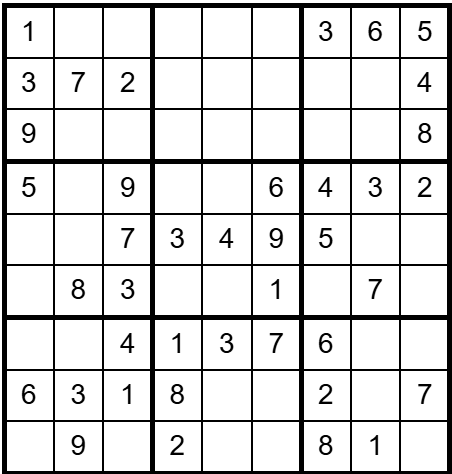 1 3 6 5
3 7 2 4
9 8
5 9 6 4 3 2
7 3 4 9 5
8 3 1 7
4 1 3 7 6
6 3 1 8 2 7
9 2 8 1